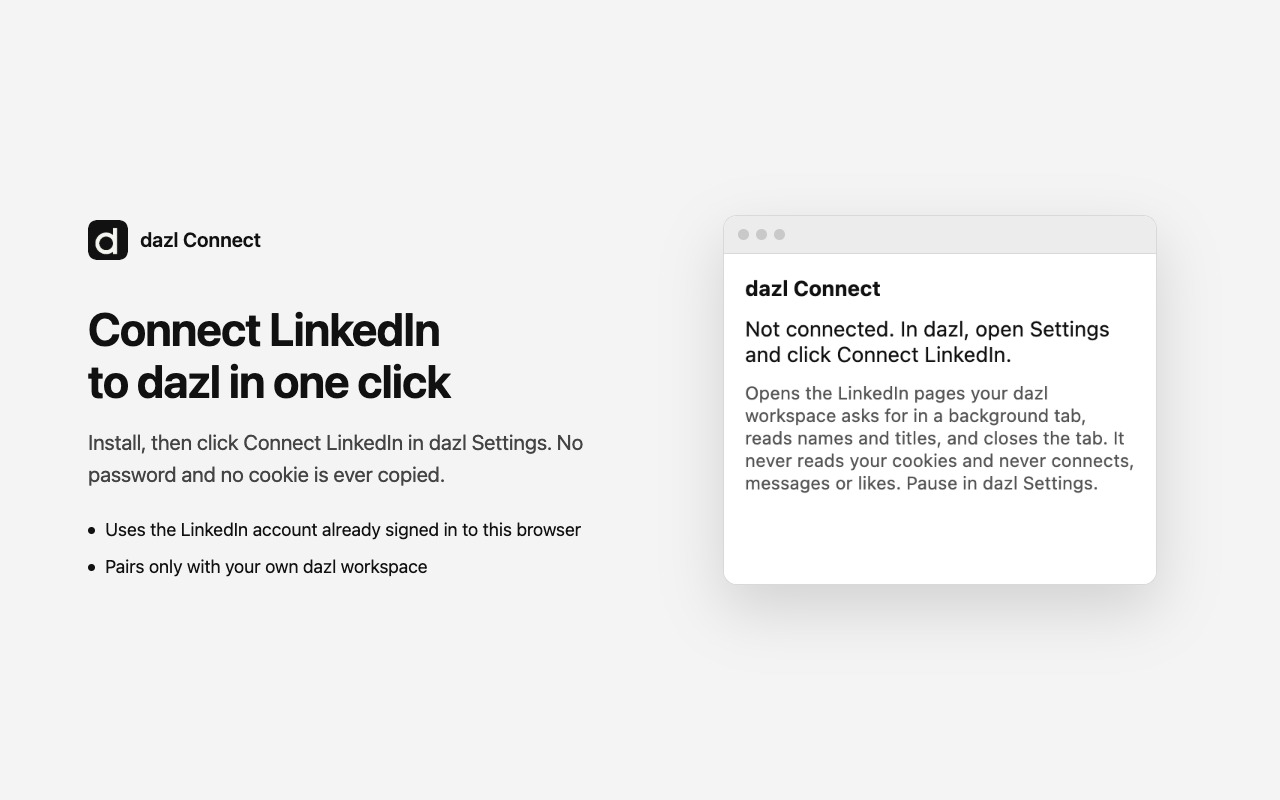 dazl Connect
Connect LinkedIn
to dazl in one click
Install, then click Connect LinkedIn in dazl Settings. No
password and no cookie is ever copied.
• Uses the LinkedIn account already signed in to this browser
• Pairs only with your own dazl workspace
dazl Connect
Not connected. In dazl, open Settings
and click Connect LinkedIn.
Opens the LinkedIn pages your dazl
workspace asks for in a background tab,
reads names and titles, and closes the tab. It
never reads your cookies and never connects,
messages or likes. Pause in dazl Settings.